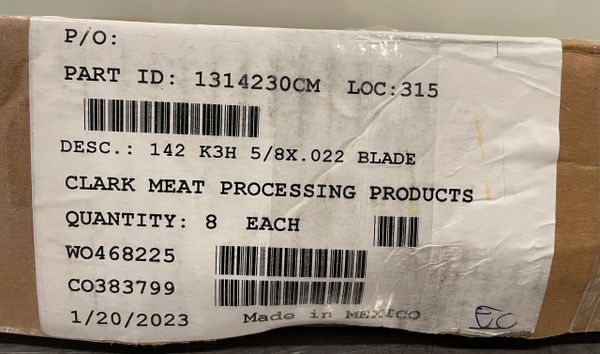 P/O:
PART ID: 1314230CM LOC:315
DESC.: 142 K3H 5/8X.022 BLADE
CLARK MEAT PROCESSING PRODUCTS
QUANTITY: 8 EACH
WO468225
CO383799
1/20/2023 Made in MEXICO
EC